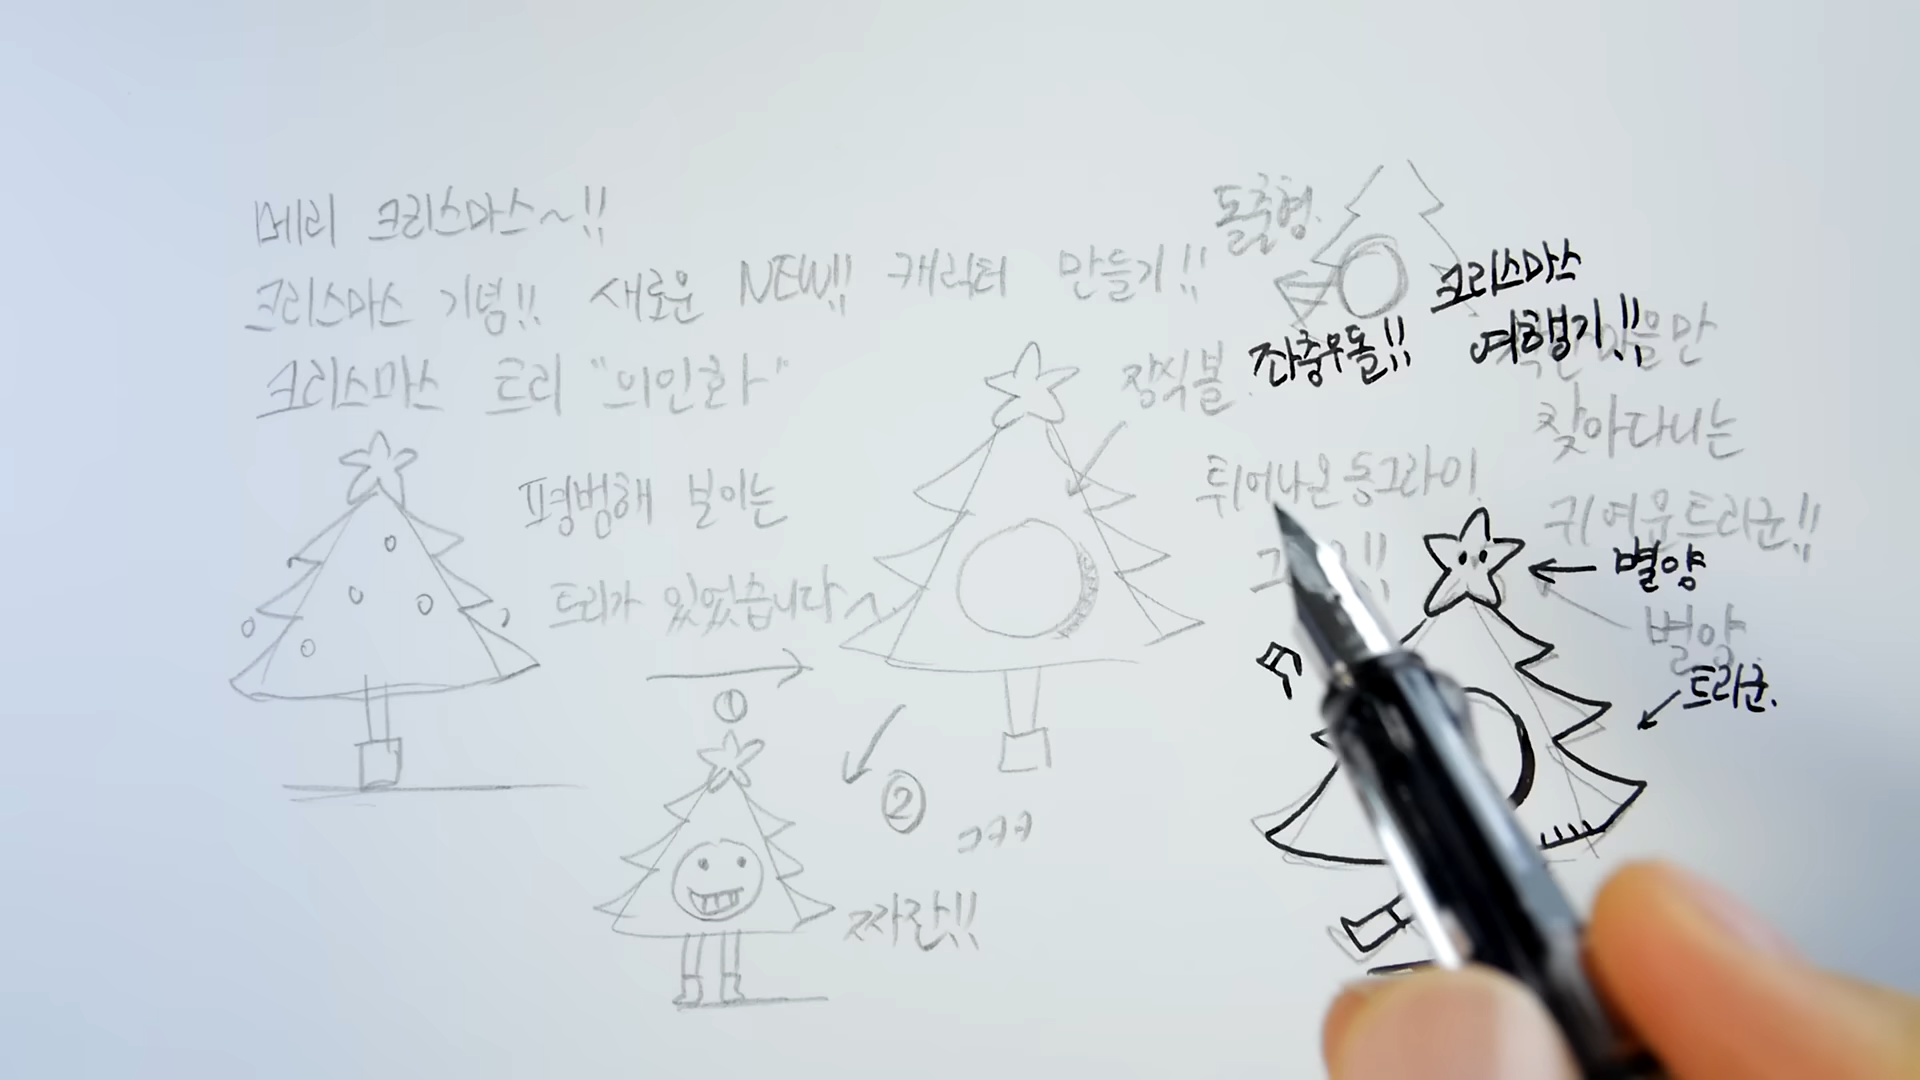 메리 크리스마스~!!
크리스마스 기념!! 새로운 NEW!! 캐릭터 만들기!!
크리스마스 트리 "의인화"
평범해 보이는
트리가 있었습니다~
①
②
ㅋㅋㅋ
짜잔!!
장식볼.
돌출형.
튀어나온 동그라미
크리스마스
좌충우돌!! 여행기!!
찾아다니는
귀여운 트리군!!
별양
별양
트리군.